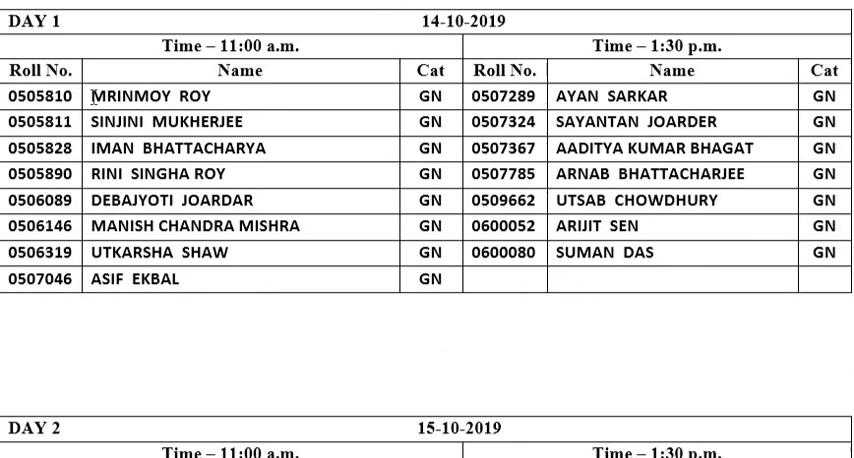 DAY 1 14-10-2019
Time – 11:00 a.m. Time – 1:30 p.m.
Roll No. Name Cat Roll No. Name Cat
0505810 MRINMOY ROY GN 0507289 AYAN SARKAR GN
0505811 SINJINI MUKHERJEE GN 0507324 SAYANTAN JOARDER GN
0505828 IMAN BHATTACHARYA GN 0507367 AADITYA KUMAR BHAGAT GN
0505890 RINI SINGHA ROY GN 0507785 ARNAB BHATTACHARJEE GN
0506089 DEBAJYOTI JOARDAR GN 0509662 UTSAB CHOWDHURY GN
0506146 MANISH CHANDRA MISHRA GN 0600052 ARIJIT SEN GN
0506319 UTKARSHA SHAW GN 0600080 SUMAN DAS GN
0507046 ASIF EKBAL GN
DAY 2 15-10-2019
Time – 11:00 a.m. Time – 1:30 p.m.